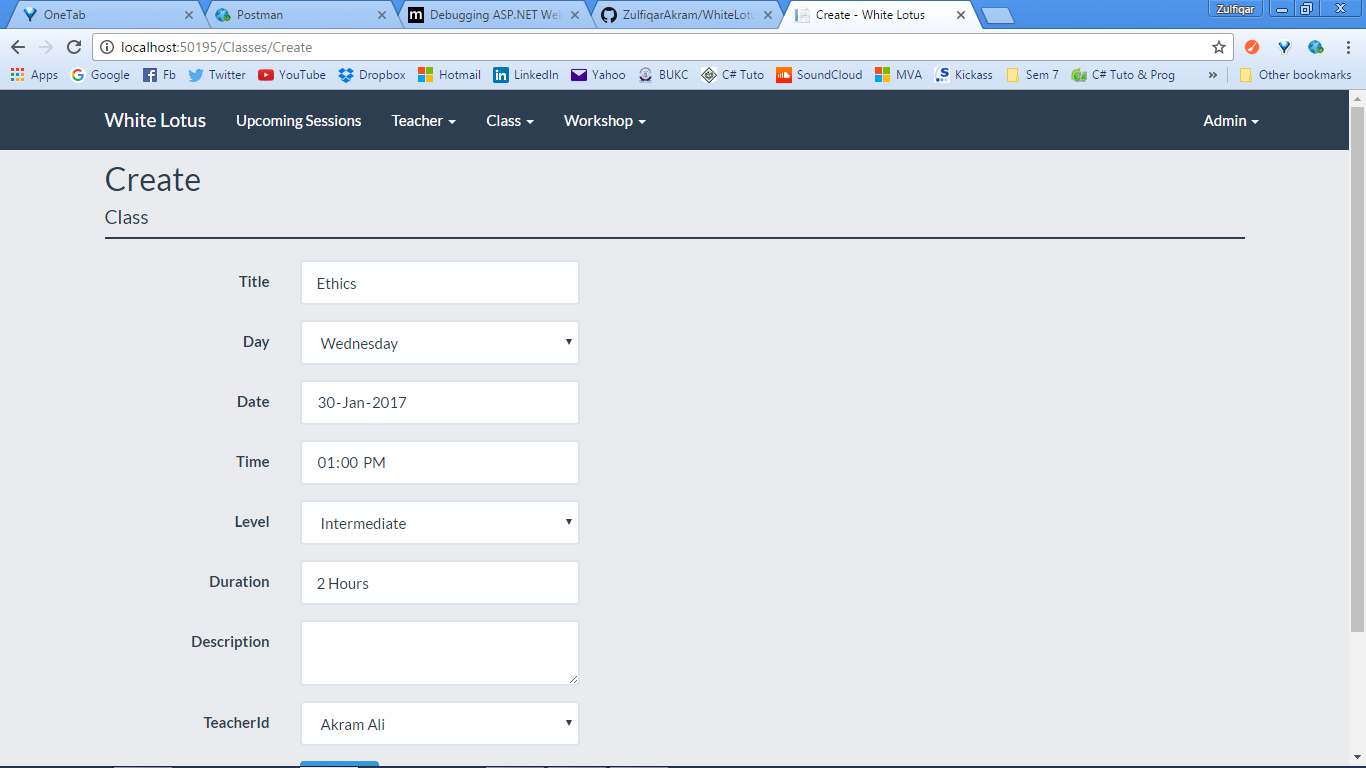 OneTab Postman Debugging ASP.NET Web ZulfiqarAkram/WhiteLotu Create - White Lotus Zulfiqar
localhost:50195/Classes/Create
Apps Google Fb Twitter YouTube Dropbox Hotmail LinkedIn Yahoo BUKC C# Tuto SoundCloud MVA Kickass Sem 7 C# Tuto & Prog » Other bookmarks
White Lotus Upcoming Sessions Teacher Class Workshop Admin
Create
Class
Title Ethics
Day Wednesday
Date 30-Jan-2017
Time 01:00 PM
Level Intermediate
Duration 2 Hours
Description
TeacherId Akram Ali